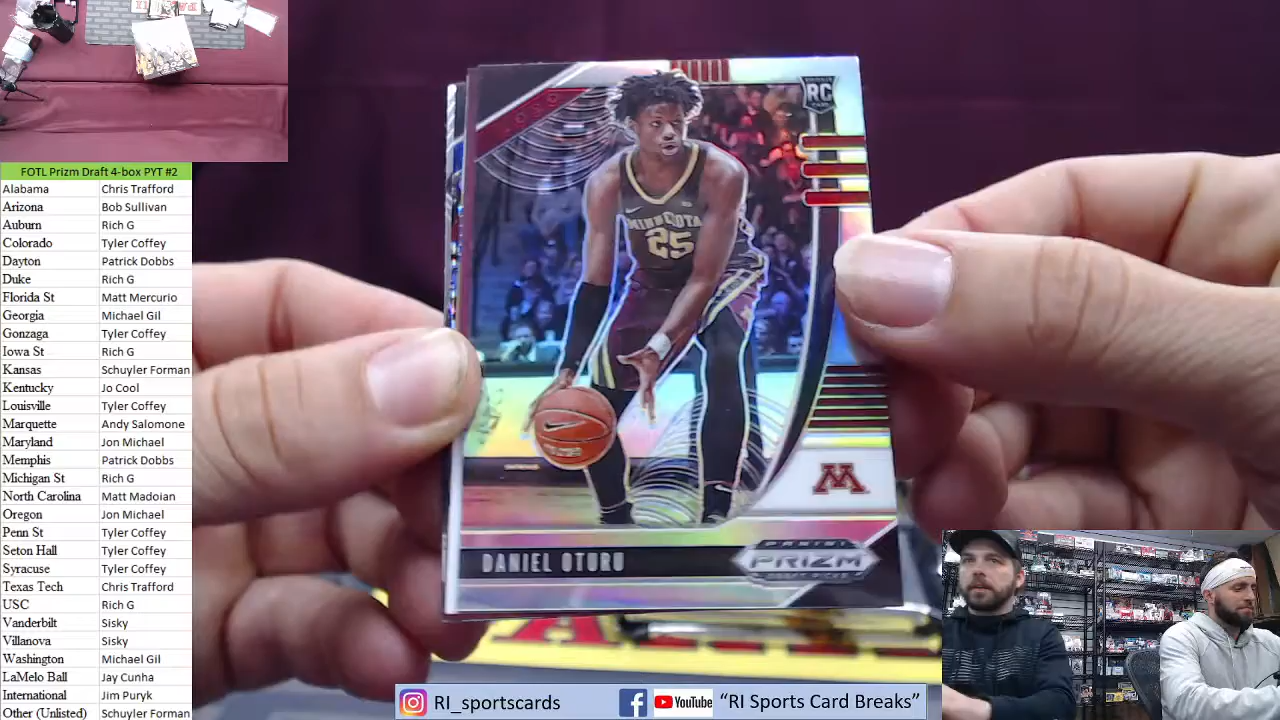 FOTL Prizm Draft 4-box PYT #2
Alabama Chris Trafford
Arizona Bob Sullivan
Auburn Rich G
Colorado Tyler Coffey
Dayton Patrick Dobbs
Duke Rich G
Florida St Matt Mercurio
Georgia Michael Gil
Gonzaga Tyler Coffey
Iowa St Rich G
Kansas Schuyler Forman
Kentucky Jo Cool
Louisville Tyler Coffey
Marquette Andy Salomone
Maryland Jon Michael
Memphis Patrick Dobbs
Michigan St Rich G
North Carolina Matt Madoian
Oregon Jon Michael
Penn St Tyler Coffey
Seton Hall Tyler Coffey
Syracuse Tyler Coffey
Texas Tech Chris Trafford
USC Rich G
Vanderbilt Sisky
Villanova Sisky
Washington Michael Gil
LaMelo Ball Jay Cunha
International Jim Puryk
Other (Unlisted) Schuyler Forman
2020
RC
MINNESOTA
25
M
DANIEL OTURU
PANINI
PRIZM
DRAFT PICKS
RI_sportscards
YouTube
"RI Sports Card Breaks"